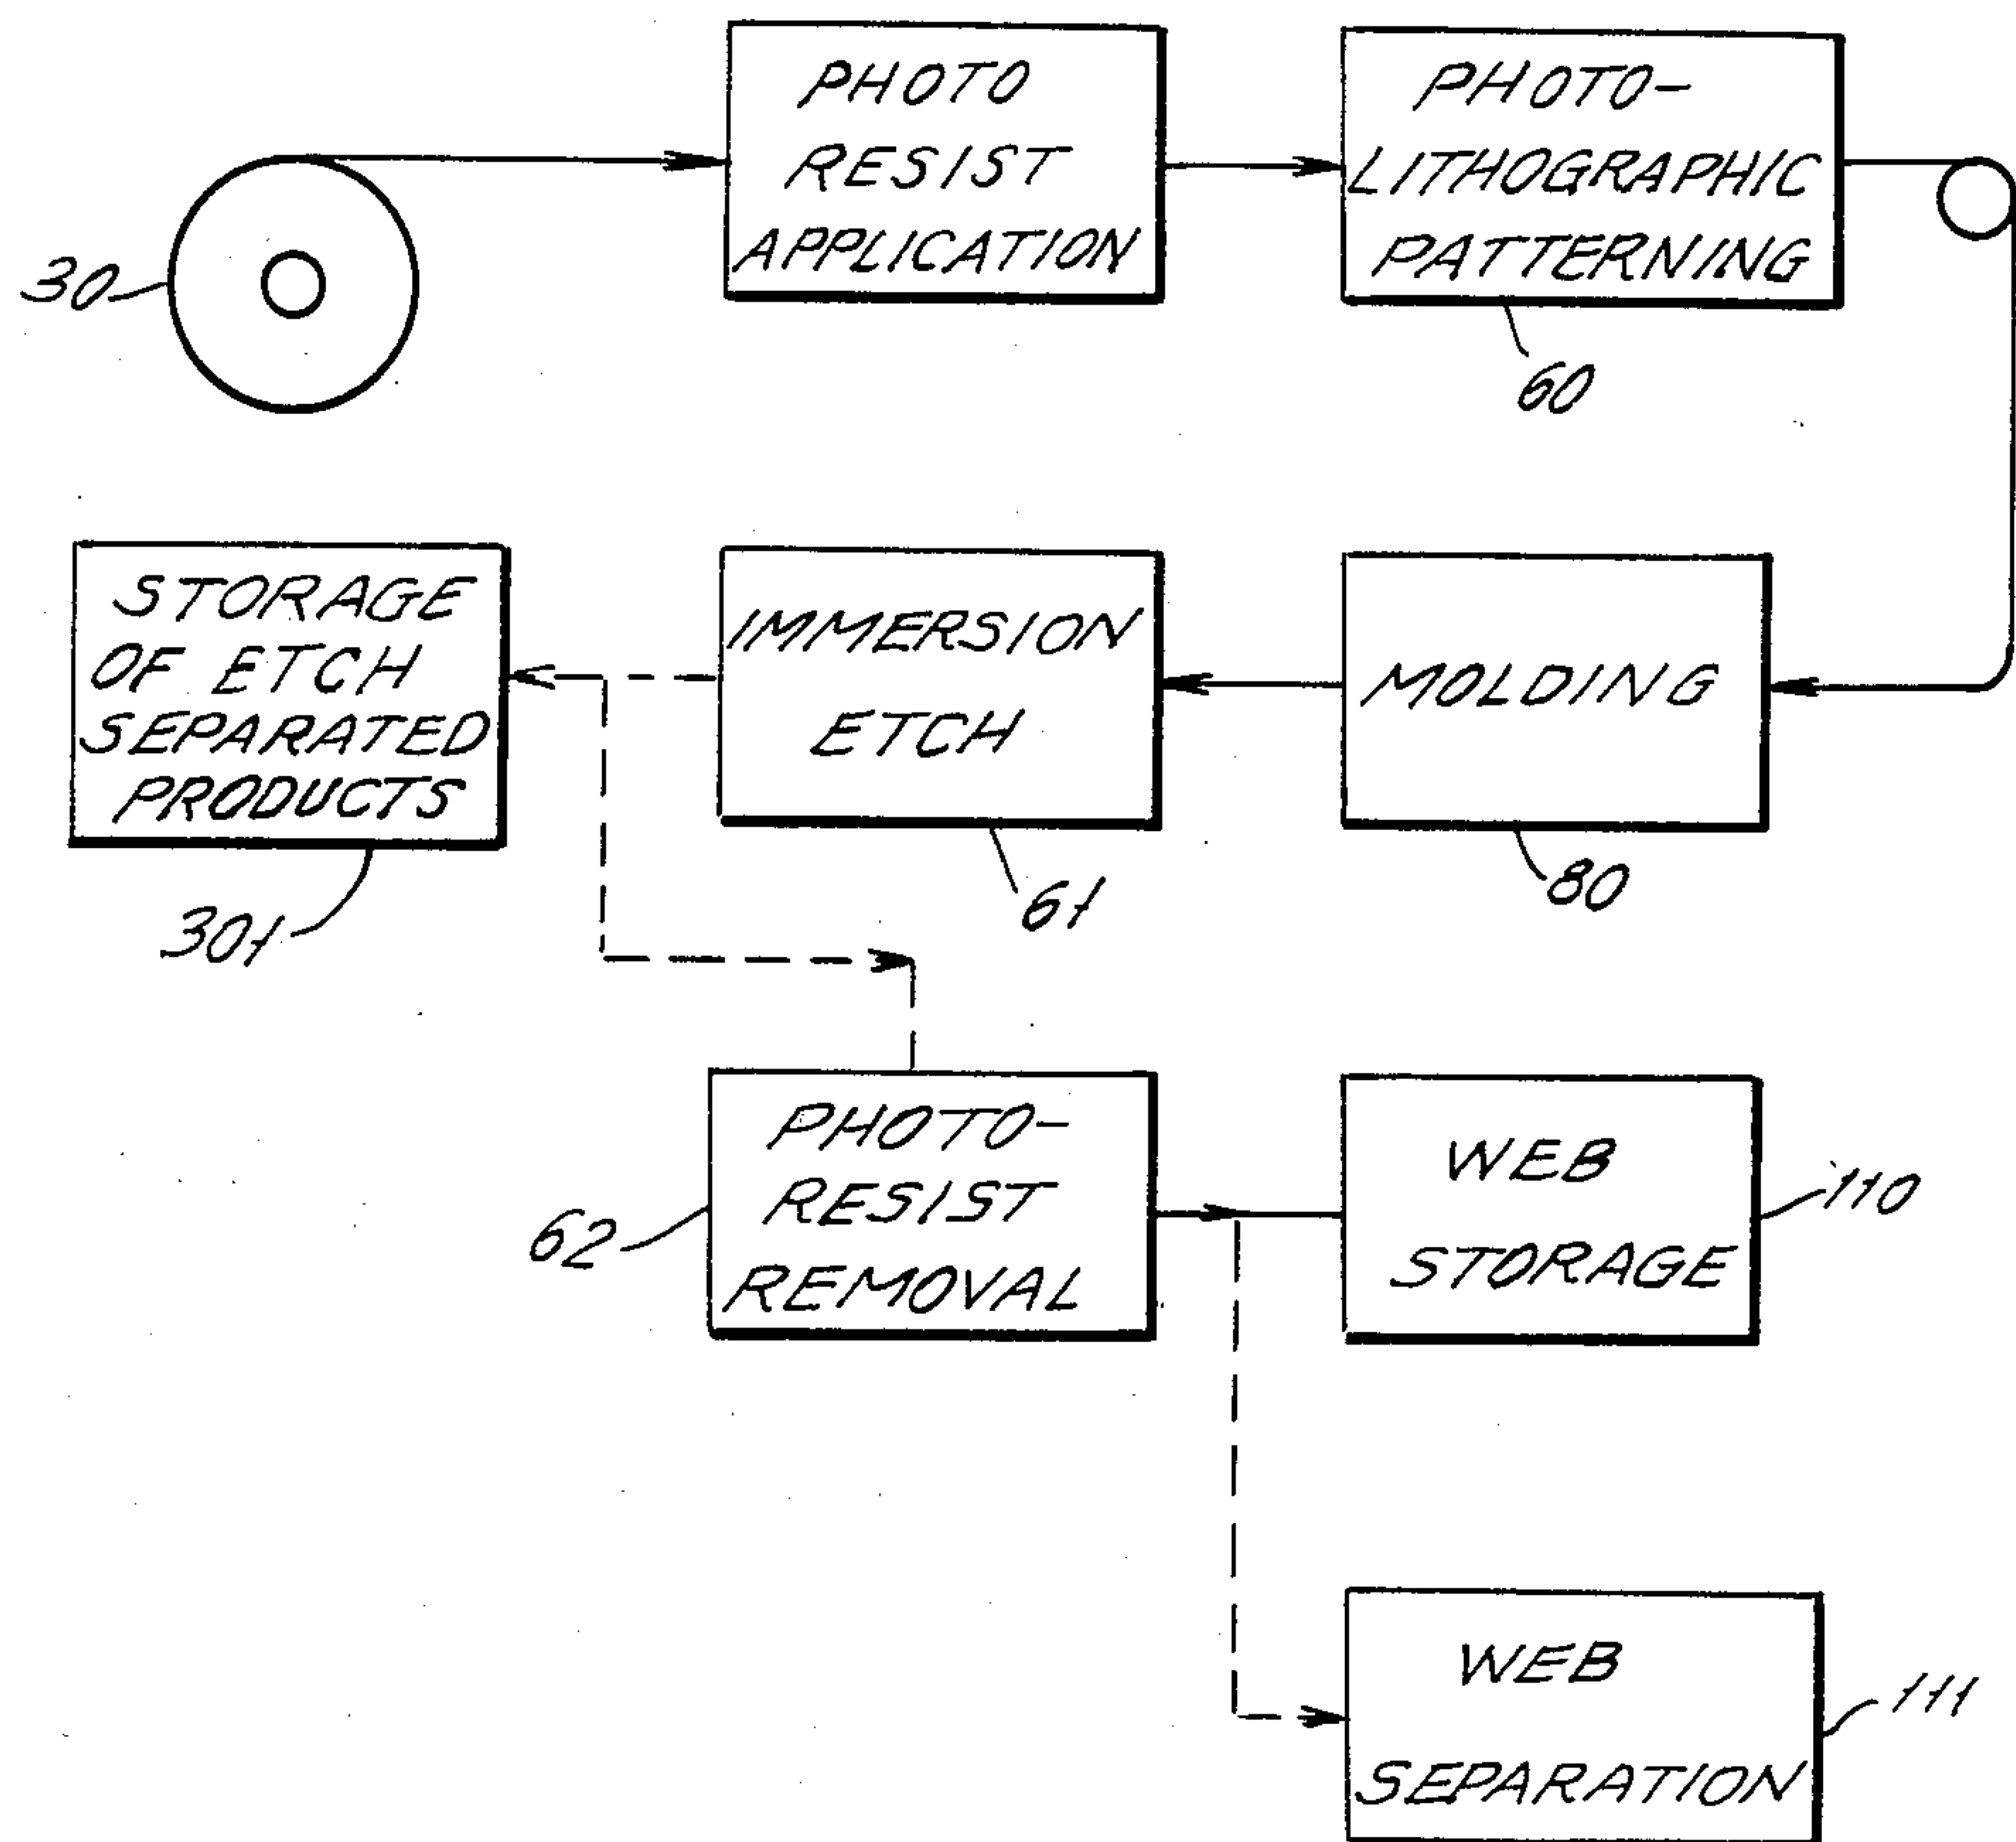 PHOTO
RESIST
APPLICATION
PHOTO-
LITHOGRAPHIC
PATTERNING
30
60
STORAGE
OF ETCH
SEPARATED
PRODUCTS
IMMERSION
ETCH
MOLDING
301
61
80
PHOTO-
RESIST
REMOVAL
62
WEB
STORAGE
110
WEB
SEPARATION
111